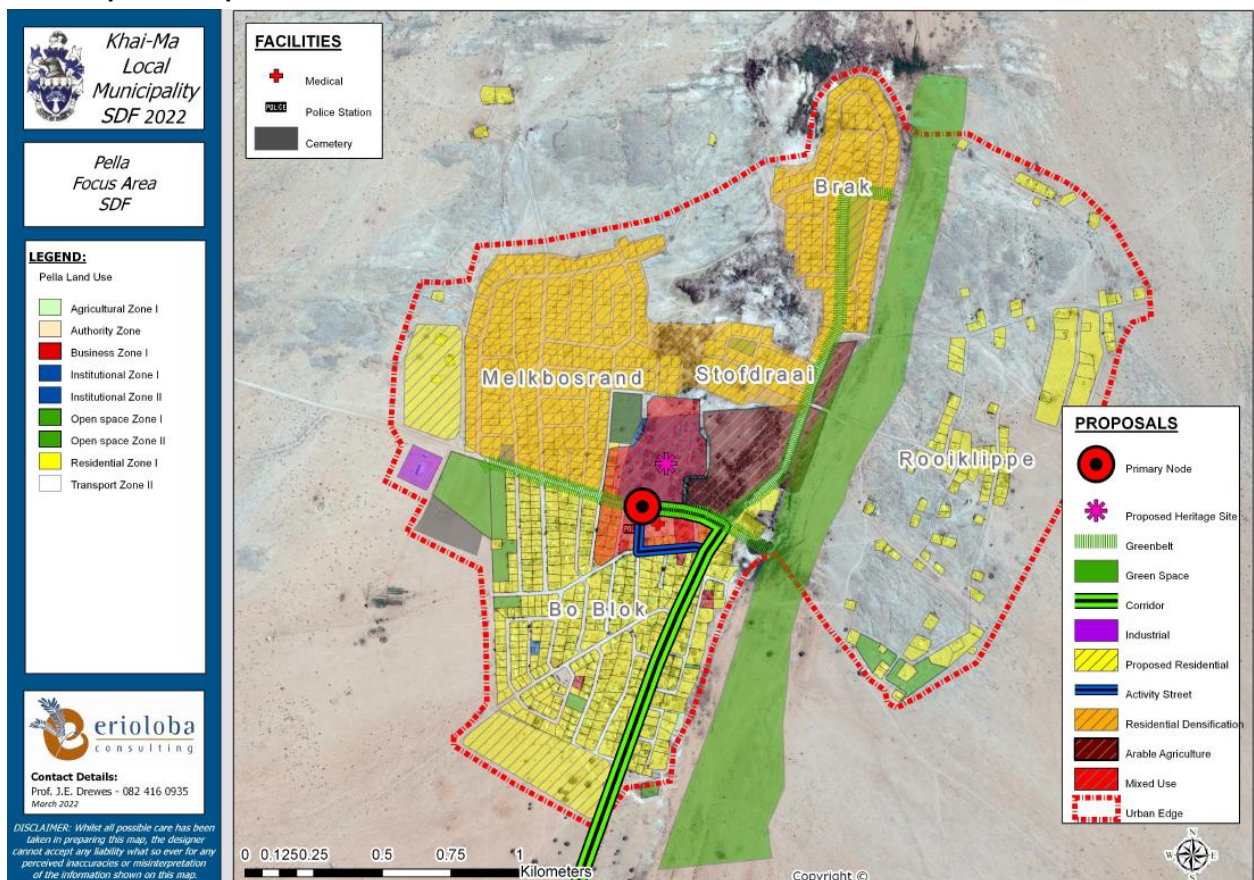 Khai-Ma
Local
Municipality
SDF 2022
Pella
Focus Area
SDF
LEGEND:
Pella Land Use
Agricultural Zone I
Authority Zone
Business Zone I
Institutional Zone I
Institutional Zone II
Open space Zone I
Open space Zone II
Residential Zone I
Transport Zone II
erioloba
consulting
Contact Details:
Prof. J.E. Drewes - 082 416 0935
March 2022
DISCLAIMER: Whilst all possible care has been
taken in preparing this map, the designer
cannot accept any liability what so ever for any
perceived inaccuracies or misinterpretation
of the information shown on this map.
FACILITIES
Medical
POLICE
Police Station
Cemetery
Brak
Melkbosrand
Stofdraai
Rooiklippe
Bo Blok
PROPOSALS
Primary Node
Proposed Heritage Site
Greenbelt
Green Space
Corridor
Industrial
Proposed Residential
Activity Street
Residential Densification
Arable Agriculture
Mixed Use
Urban Edge
N
W E
S
0 0.125 0.25 0.5 0.75 1
Kilometers
Copyright ©